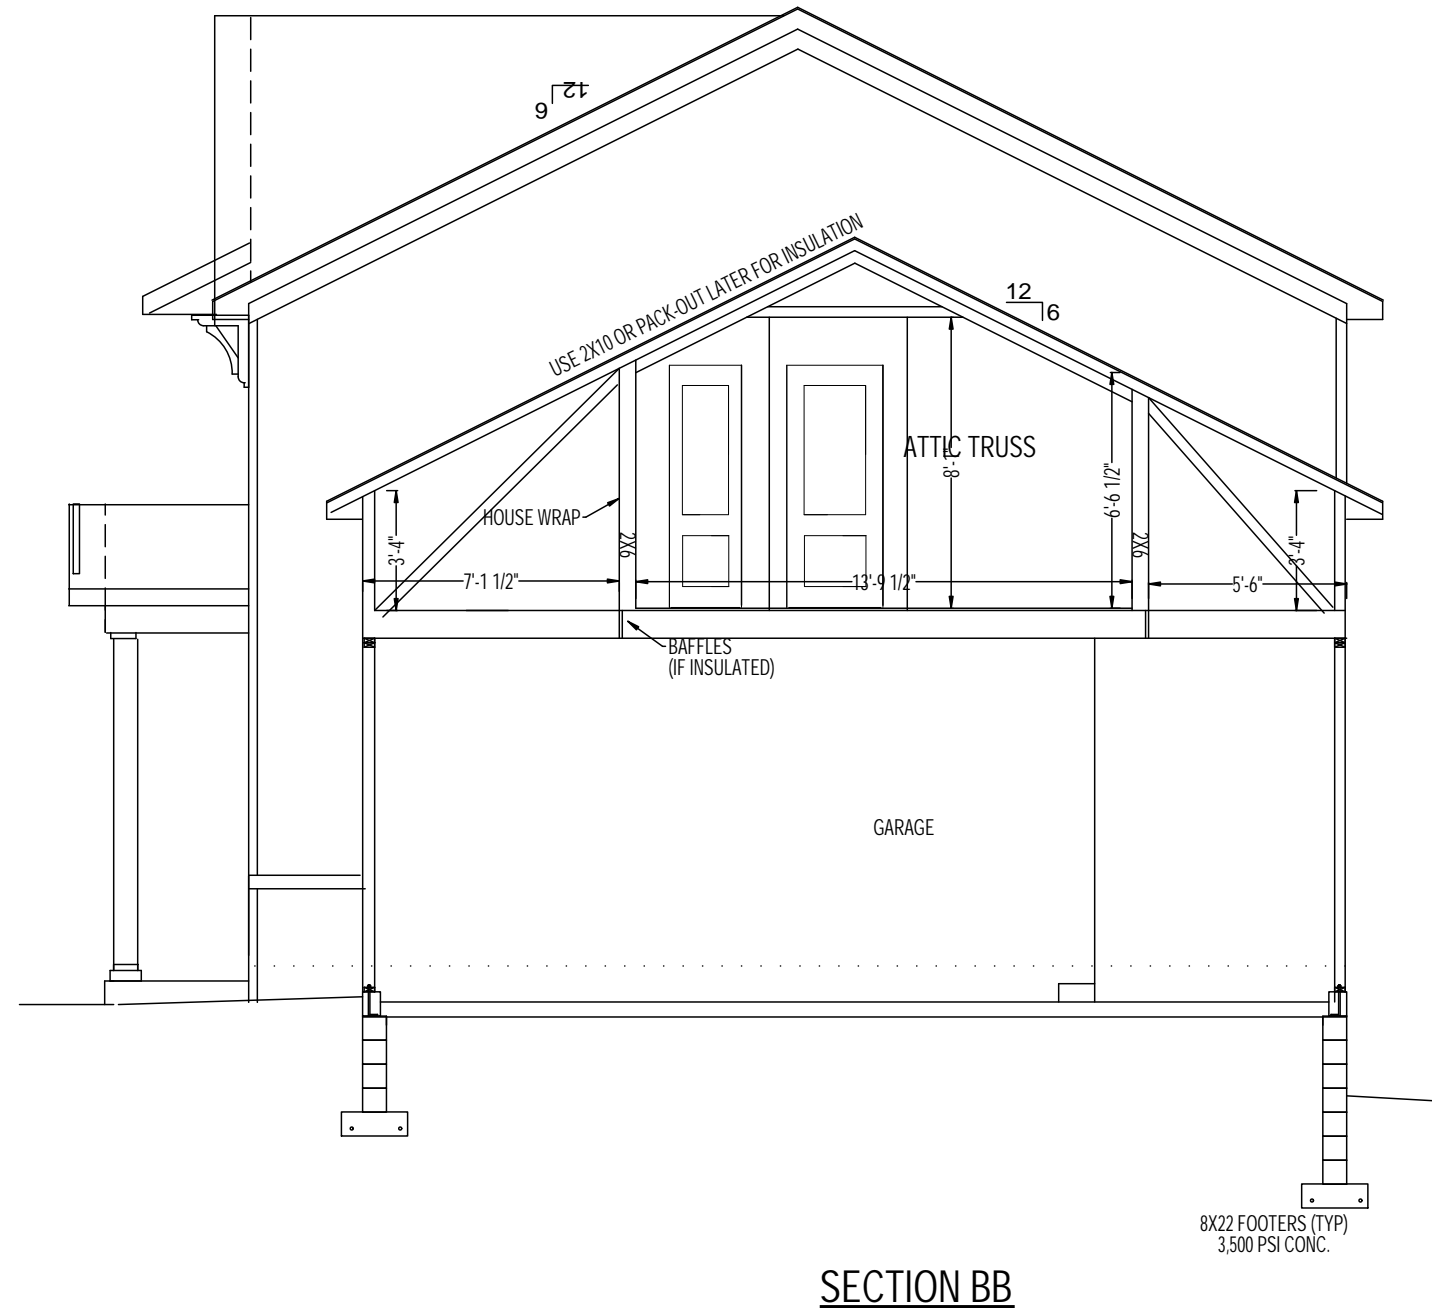 12
6
USE 2X10 OR PACK-OUT LATER FOR INSULATION
12
6
ATTIC TRUSS
6'-6 1/2"
HOUSE WRAP
2X6
2X6
3'-4"
3'-4"
7'-1 1/2"
13'-9 1/2"
5'-6"
BAFFLES
(IF INSULATED)
GARAGE
8X22 FOOTERS (TYP)
3,500 PSI CONC.
SECTION BB